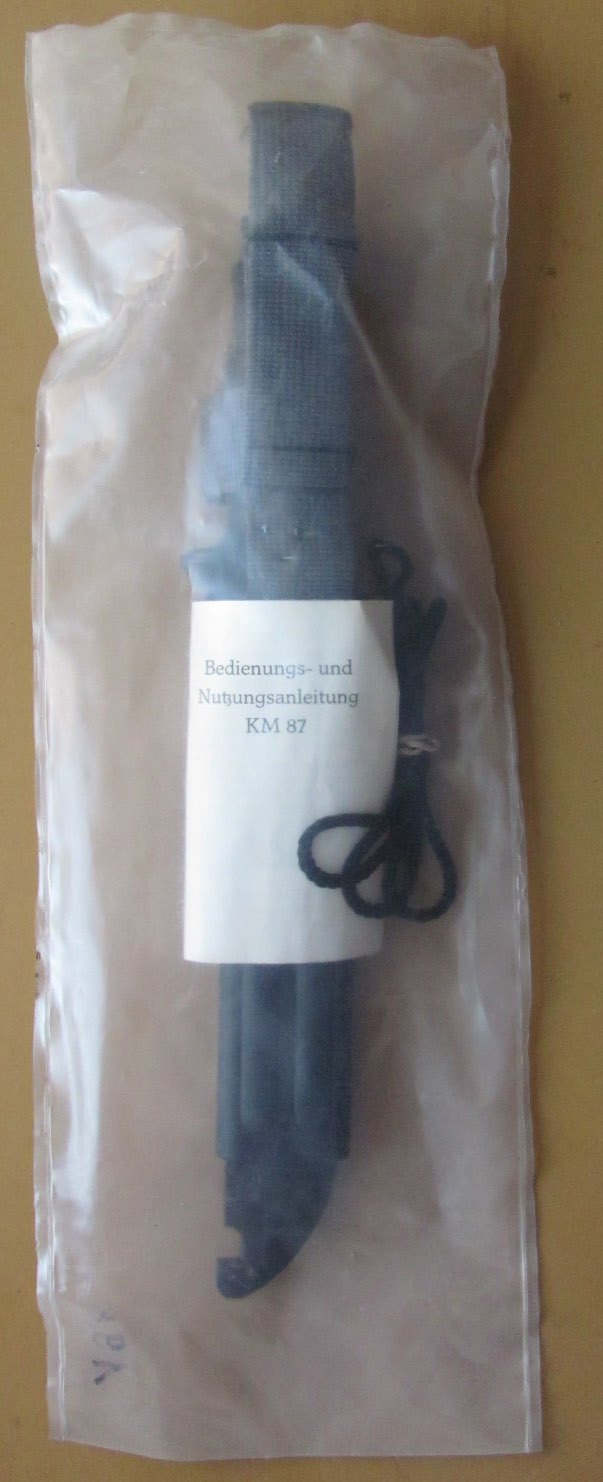 Bedienungs- und
Nutzungsanleitung
KM 87